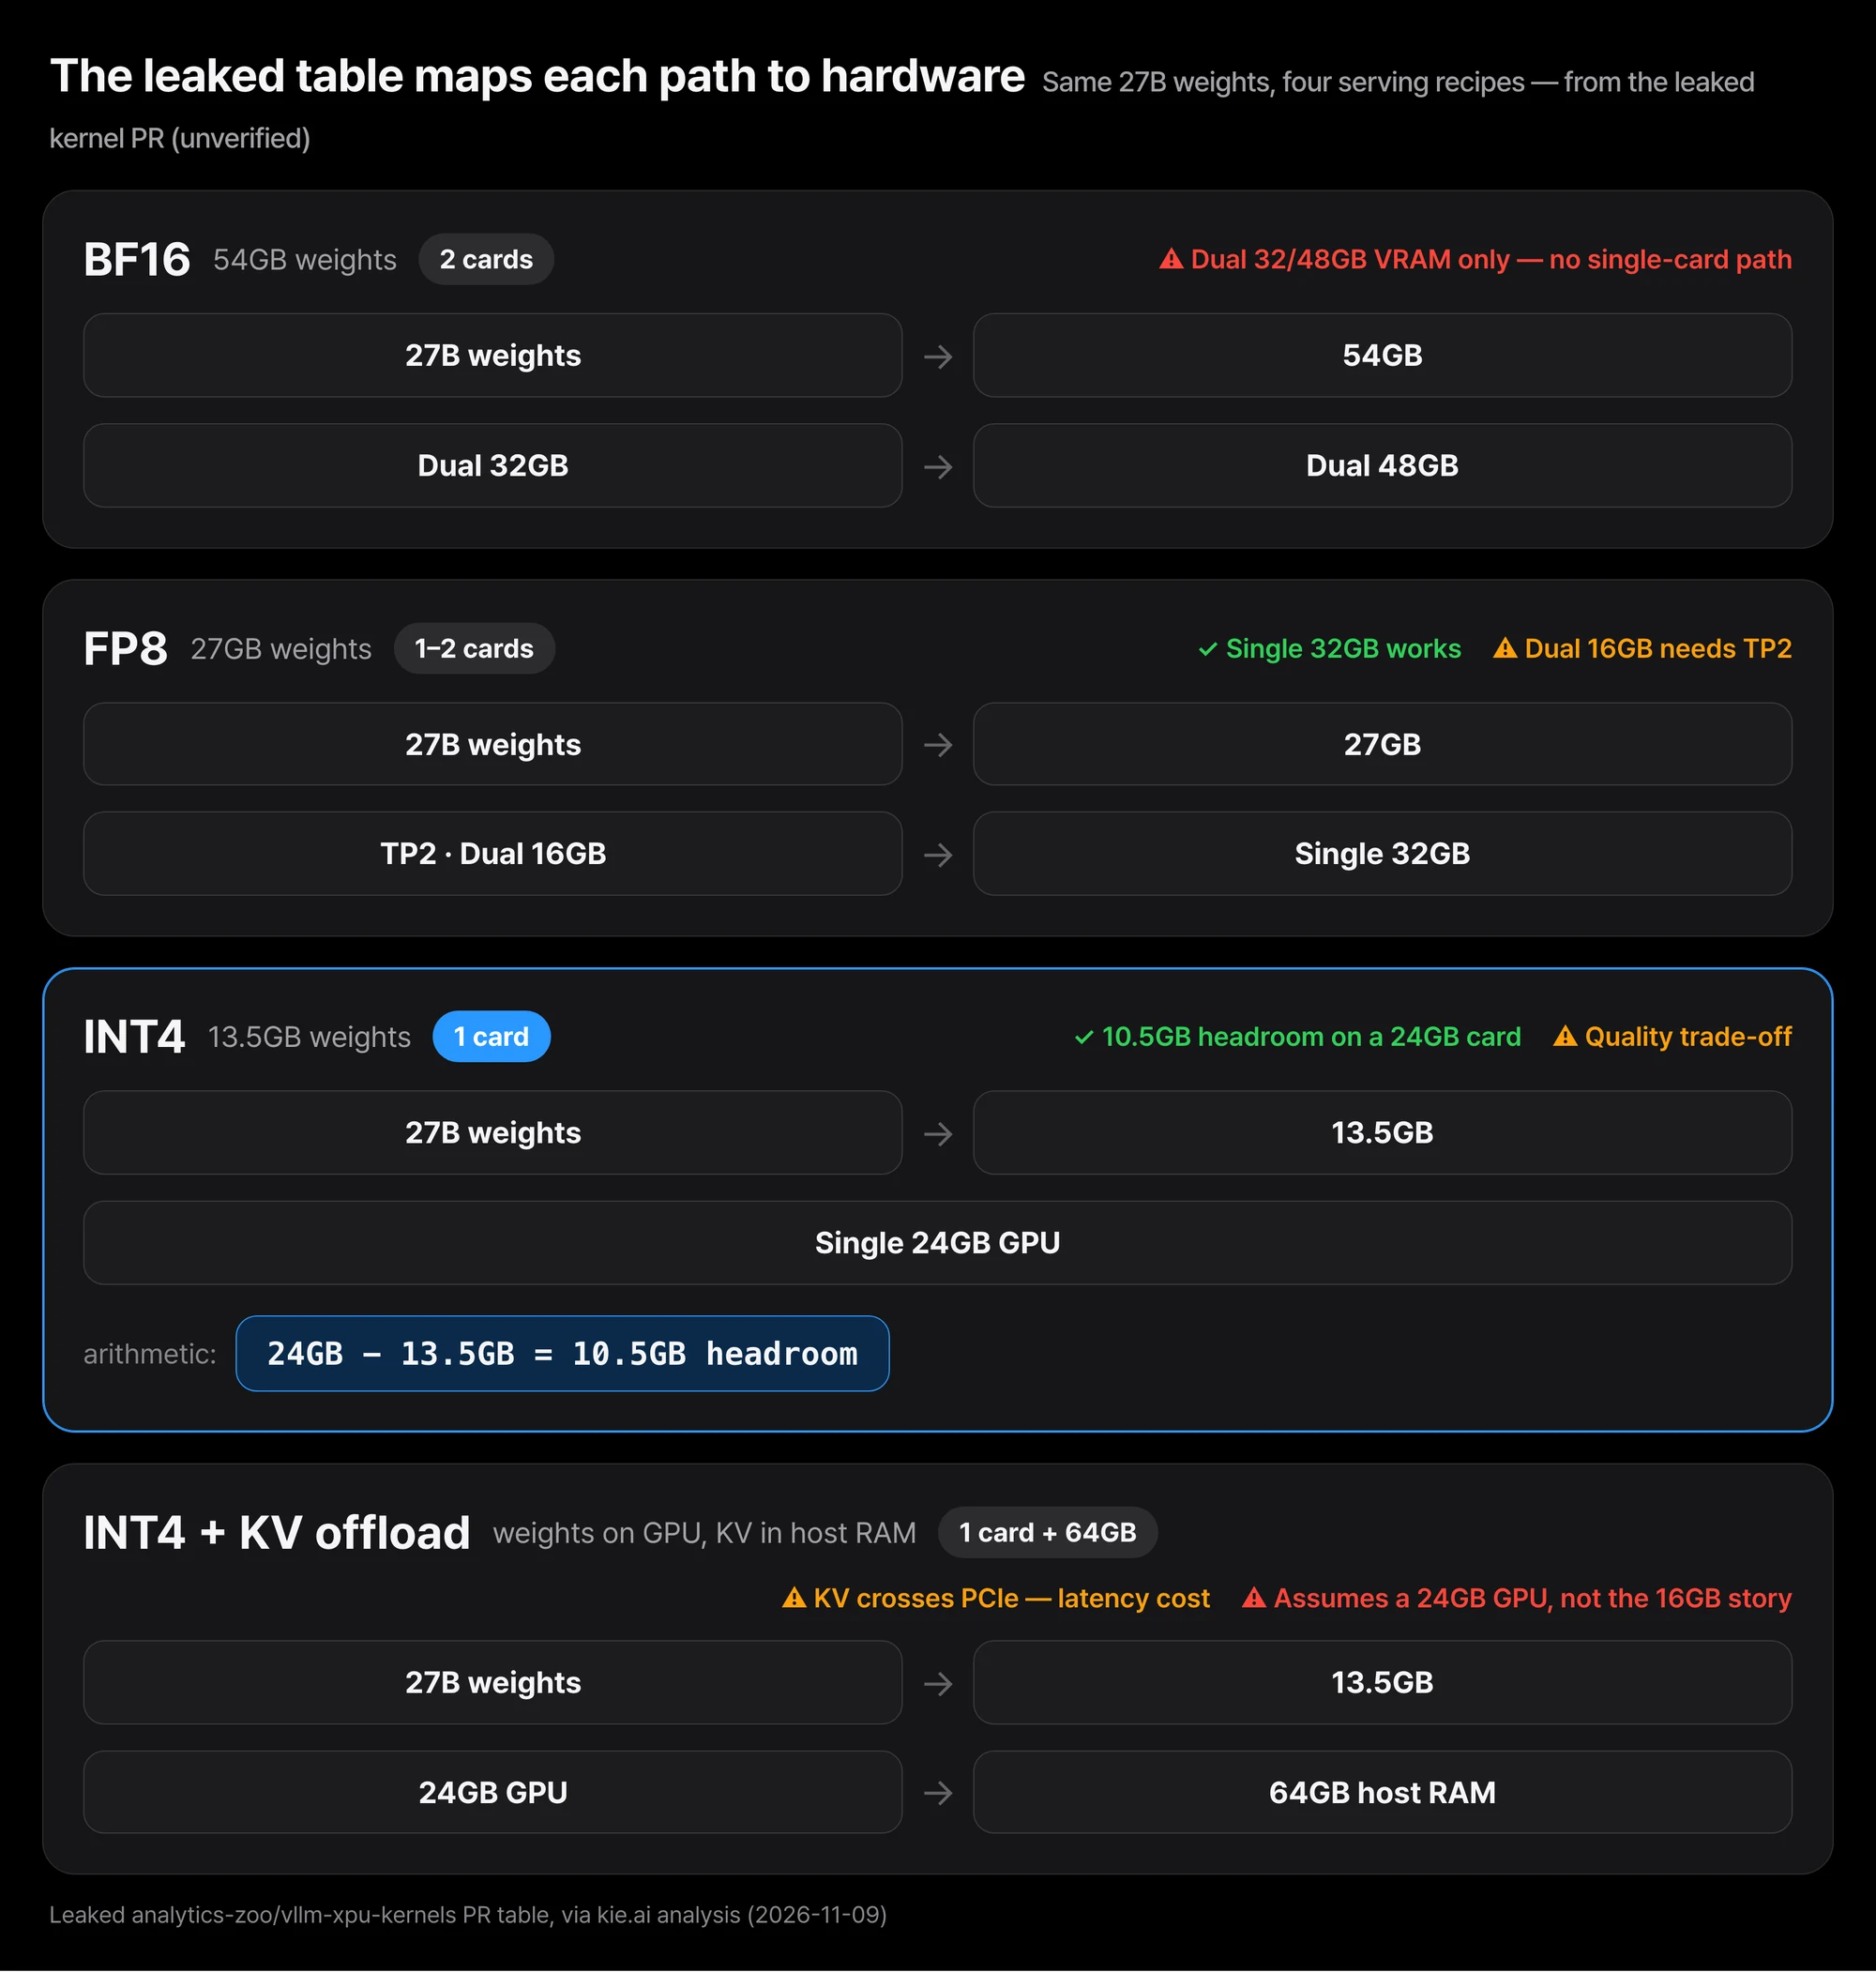 The leaked table maps each path to hardware Same 27B weights, four serving recipes — from the leaked
kernel PR (unverified)
BF16 54GB weights 2 cards ⚠ Dual 32/48GB VRAM only — no single-card path
27B weights → 54GB
Dual 32GB → Dual 48GB
FP8 27GB weights 1–2 cards ✓ Single 32GB works ⚠ Dual 16GB needs TP2
27B weights → 27GB
TP2 · Dual 16GB → Single 32GB
INT4 13.5GB weights 1 card ✓ 10.5GB headroom on a 24GB card ⚠ Quality trade-off
27B weights → 13.5GB
Single 24GB GPU
arithmetic: 24GB − 13.5GB = 10.5GB headroom
INT4 + KV offload weights on GPU, KV in host RAM 1 card + 64GB
⚠ KV crosses PCIe — latency cost ⚠ Assumes a 24GB GPU, not the 16GB story
27B weights → 13.5GB
24GB GPU → 64GB host RAM
Leaked analytics-zoo/vllm-xpu-kernels PR table, via kie.ai analysis (2026-11-09)